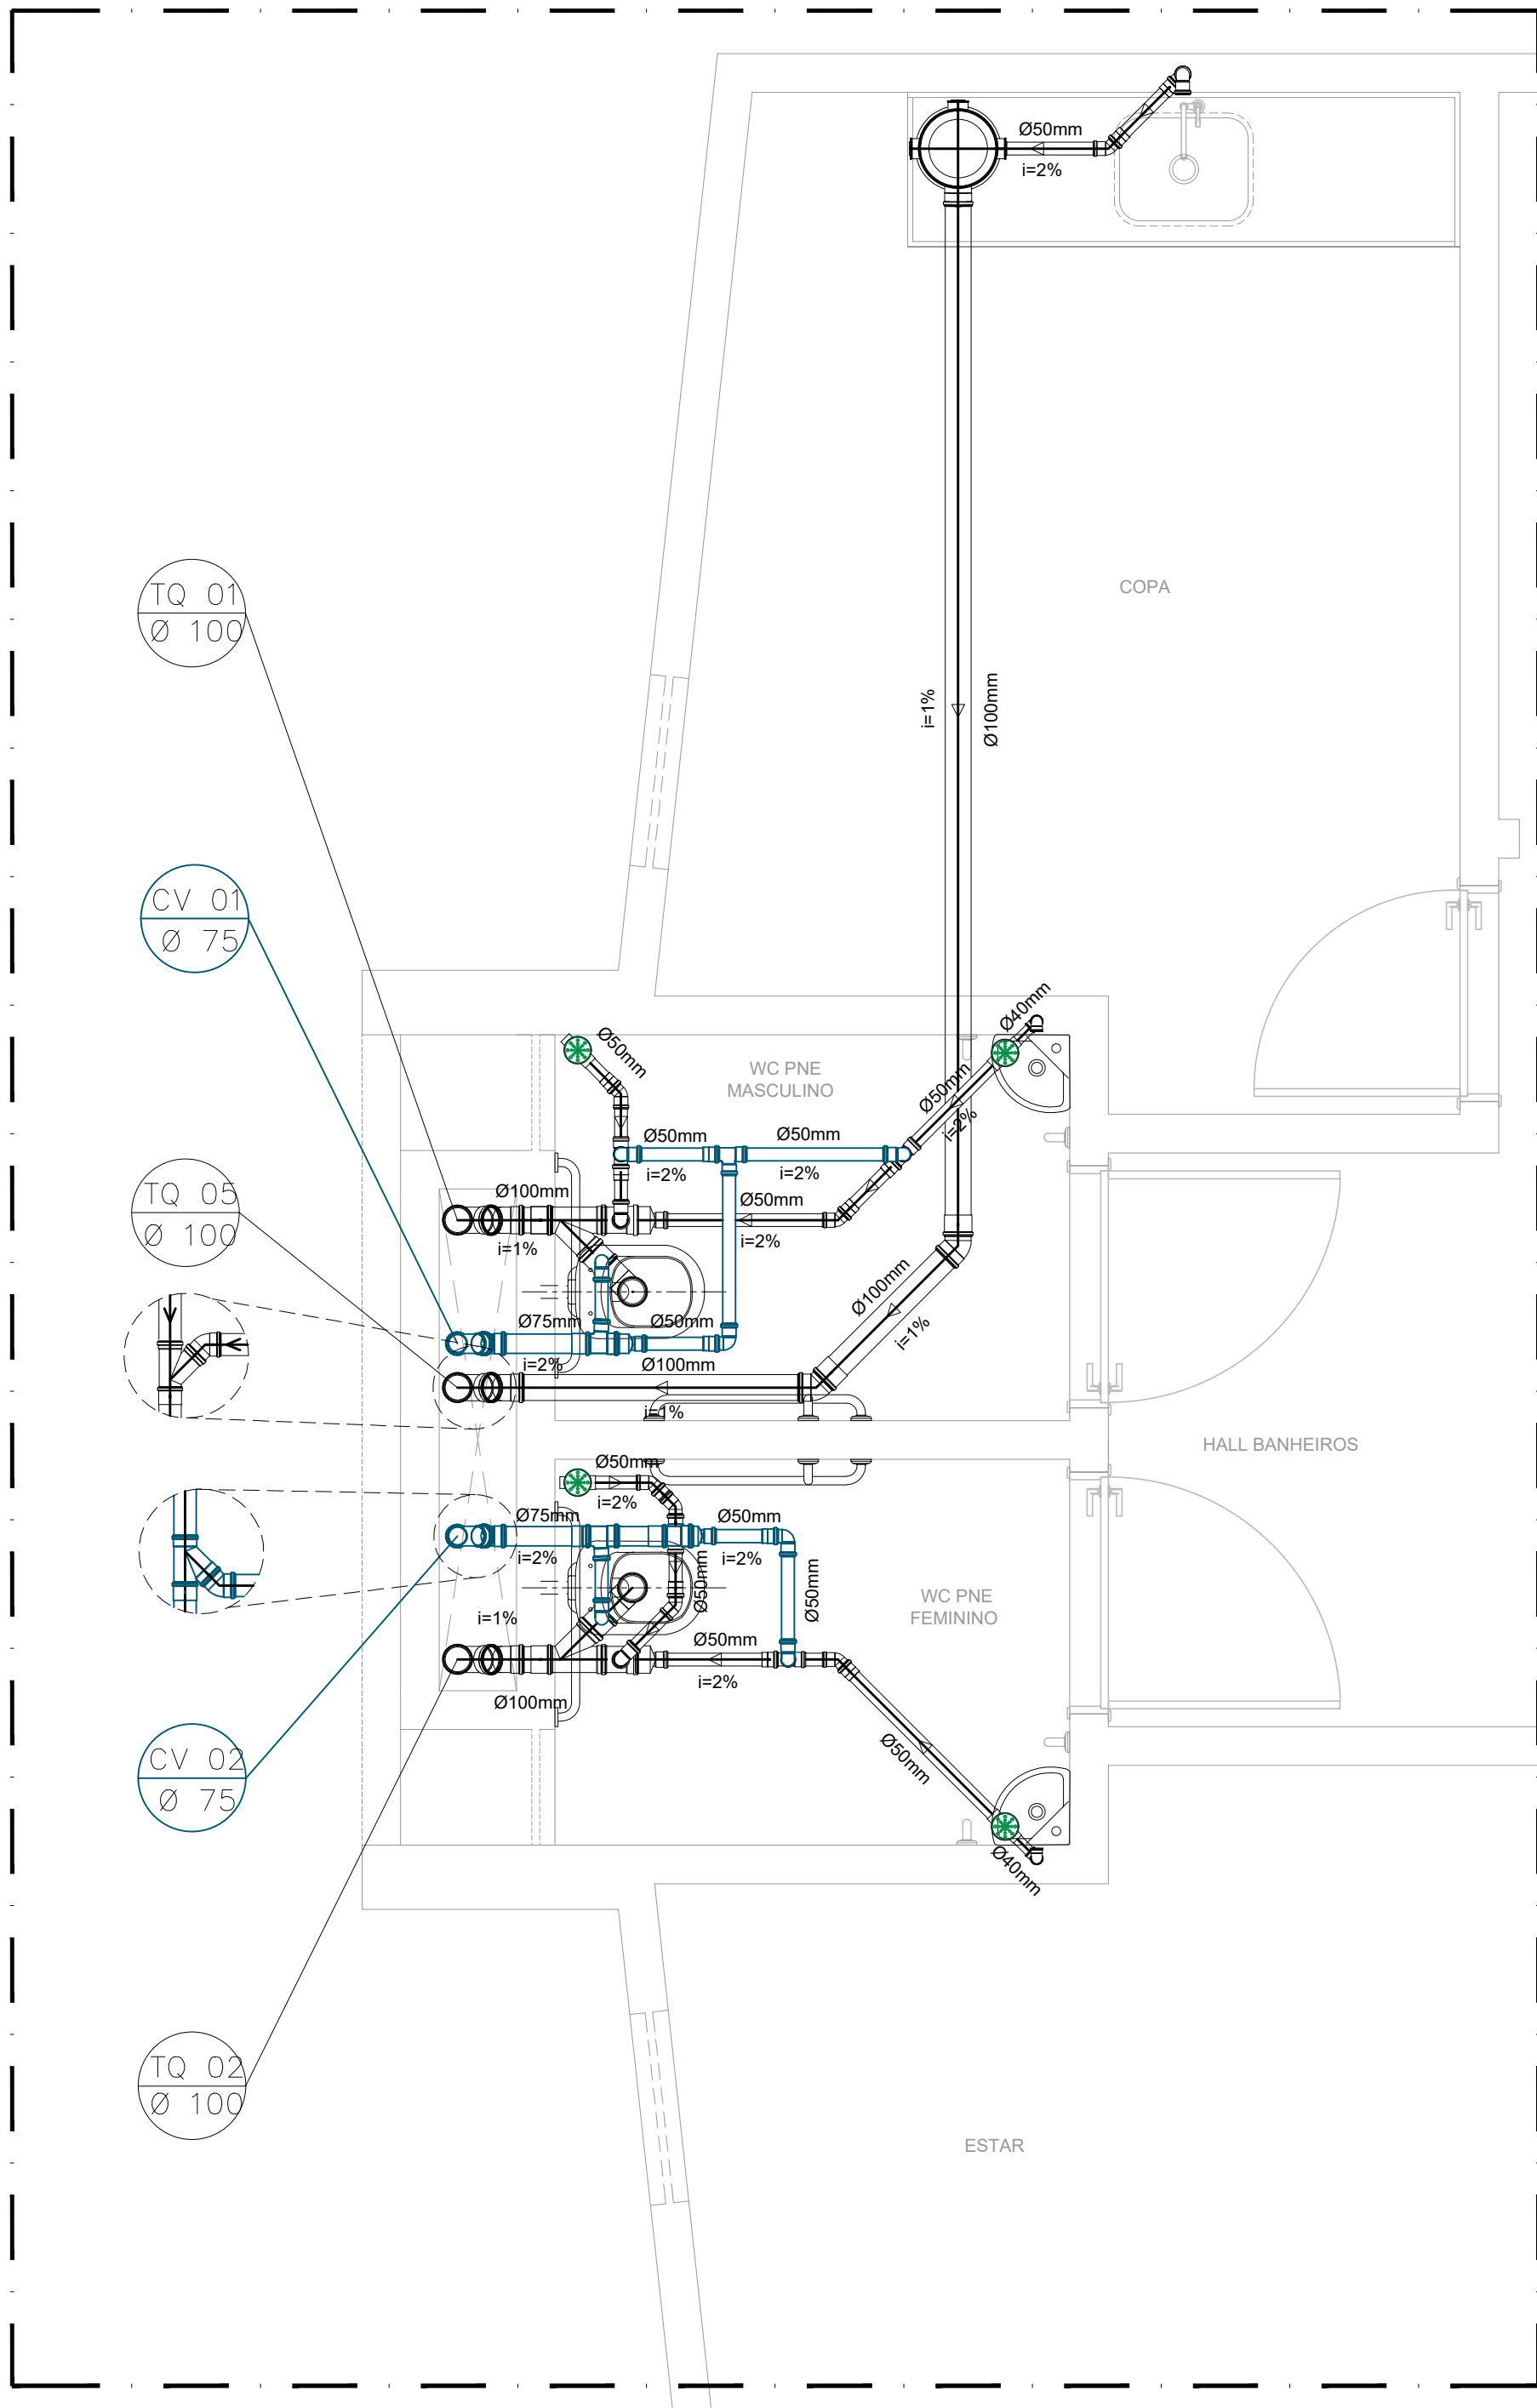 Ø50mm
i=2%
COPA
TQ 01
Ø 100
i=1%
Ø100mm
CV 01
Ø 75
Ø40mm
Ø50mm
WC PNE
MASCULINO
Ø50mm
i=2%
Ø50mm
Ø50mm
i=2%
i=2%
TQ 05
Ø 100
Ø100mm
i=1%
Ø50mm
i=2%
Ø100mm
i=1%
Ø75mm
i=2%
Ø50mm
Ø100mm
i=1%
HALL BANHEIROS
Ø50mm
i=2%
Ø75mm
i=2%
Ø50mm
i=2%
Ø50mm
Ø50mm
WC PNE
FEMININO
i=1%
Ø100mm
Ø50mm
i=2%
Ø50mm
CV 02
Ø 75
Ø40mm
TQ 02
Ø 100
ESTAR